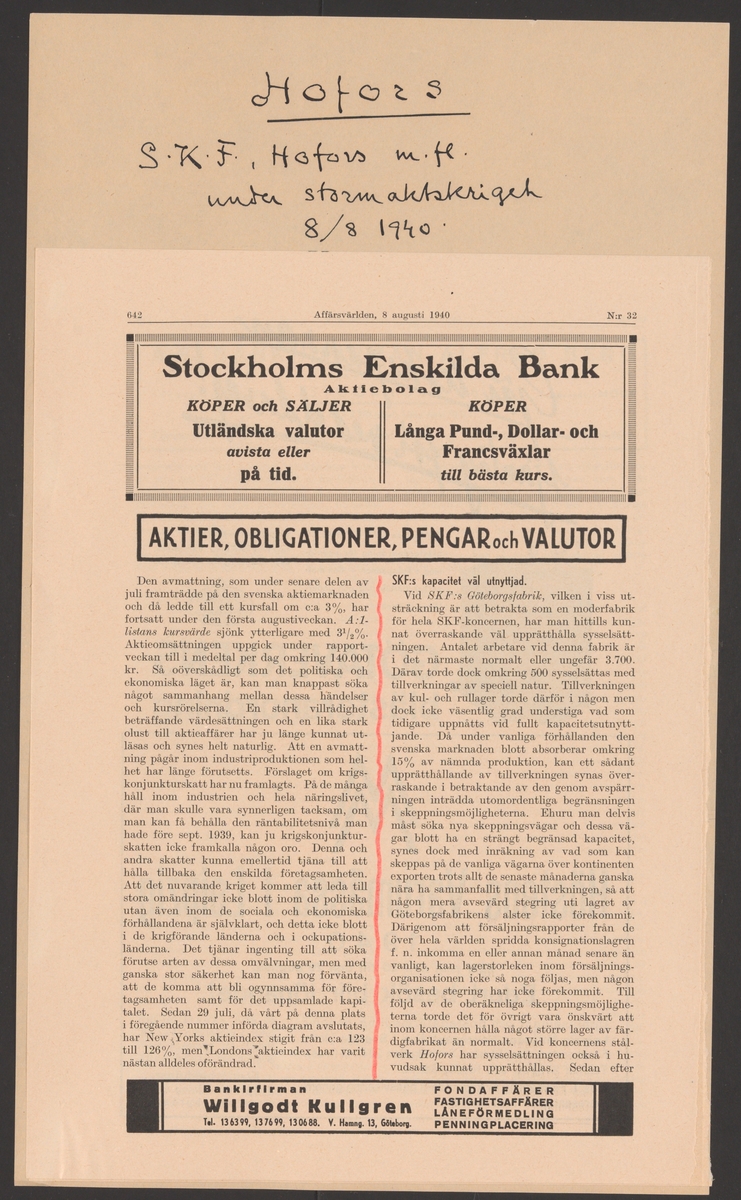 Hofors
S.K.F., Hofors m.fl.
under stormaktskriget
8/8 1940.
642 Affärsvärlden, 8 augusti 1940 N:r 32
Stockholms Enskilda Bank
Aktiebolag
KÖPER och SÄLJER
Utländska valutor
avista eller
på tid.
KÖPER
Långa Pund-, Dollar- och
Francsväxlar
till bästa kurs.
AKTIER, OBLIGATIONER, PENGAR och VALUTOR
Den avmattning, som under senare delen av
juli framträdde på den svenska aktiemarknaden
och då ledde till ett kursfall om c:a 3%, har
fortsatt under den första augustiveckan. A:I-
listans kursvärde sjönk ytterligare med 3½%.
Aktieomsättningen uppgick under rapport-
veckan till i medeltal per dag omkring 140.000
kr. Så oöverskådligt som det politiska och
ekonomiska läget är, kan man knappast söka
något sammanhang mellan dessa händelser
och kursrörelserna. En stark villrådighet
beträffande värdesättningen och en lika stark
olust till aktieaffärer har ju länge kunnat ut-
läsas och synes helt naturlig. Att en avmatt-
ning pågår inom industriproduktionen som hel-
het har länge förutsetts. Förslaget om krigs-
konjunkturskatt har nu framlagts. På de många
håll inom industrien och hela näringslivet,
där man skulle vara synnerligen tacksam, om
man kan få behålla den räntabilitetsnivå man
hade före sept. 1939, kan ju krigskonjunktur-
skatten icke framkalla någon oro. Denna och
andra skatter kunna emellertid tjäna till att
hålla tillbaka den enskilda företagsamheten.
Att det nuvarande kriget kommer att leda till
stora omändringar icke blott inom de politiska
utan även inom de sociala och ekonomiska
förhållandena är självklart, och detta icke blott
i de krigförande länderna och i ockupations-
länderna. Det tjänar ingenting till att söka
förutse arten av dessa omvälvningar, men med
ganska stor säkerhet kan man nog förvänta,
att de komma att bli ogynnsamma för före-
tagsamheten samt för det uppsamlade kapi-
talet. Sedan 29 juli, då vårt på denna plats
i föregående nummer införda diagram avslutats,
har New Yorks aktieindex stigit från c:a 123
till 126%, men Londons aktieindex har varit
nästan alldeles oförändrad.
SKF:s kapacitet väl utnyttjad.
Vid SKF:s Göteborgsfabrik, vilken i viss ut-
sträckning är att betrakta som en moderfabrik
för hela SKF-koncernen, har man hittills kun-
nat överraskande väl upprätthålla sysselsätt-
ningen. Antalet arbetare vid denna fabrik är
i det närmaste normalt eller ungefär 3.700.
Därav torde dock omkring 500 sysselsättas med
tillverkningar av speciell natur. Tillverkningen
av kul- och rullager torde därför i någon men
dock icke väsentlig grad understiga vad som
tidigare uppnåtts vid fullt kapacitetsutnytt-
jande. Då under vanliga förhållanden den
svenska marknaden blott absorberar omkring
15% av nämnda produktion, kan ett sådant
upprätthållande av tillverkningen synas över-
raskande i betraktande av den genom avspärr-
ningen inträdda utomordentliga begränsningen
i skeppningsmöjligheterna. Ehuru man delvis
måst söka nya skeppningsvägar och dessa vä-
gar blott ha en strängt begränsad kapacitet,
synes dock med inräkning av vad som kan
skeppas på de vanliga vägarna över kontinenten
exporten trots allt de senaste månaderna ganska
nära ha sammanfallit med tillverkningen, så att
någon mera avsevärd stegring uti lagret av
Göteborgsfabrikens alster icke förekommit.
Därigenom att försäljningsrapporter från de
över hela världen spridda konsignationslagren
f. n. inkomma en eller annan månad senare än
vanligt, kan lagerstorleken inom försäljnings-
organisationen icke så noga följas, men någon
avsevärd stegring har icke förekommit. Till
följd av de oberäkneliga skeppningsmöjlighe-
terna torde det för övrigt vara önskvärt att
inom koncernen hålla något större lager av fär-
digfabrikat än normalt. Vid koncernens stål-
verk Hofors har sysselsättningen också i hu-
vudsak kunnat upprätthållas. Sedan efter
Bankirfirman
Willgodt Kullgren
Tel. 136399, 137699, 130688. V. Hamng. 13, Göteborg.
FONDAFFÄRER
FASTIGHETSAFFÄRER
LÅNEFÖRMEDLING
PENNINGPLACERING